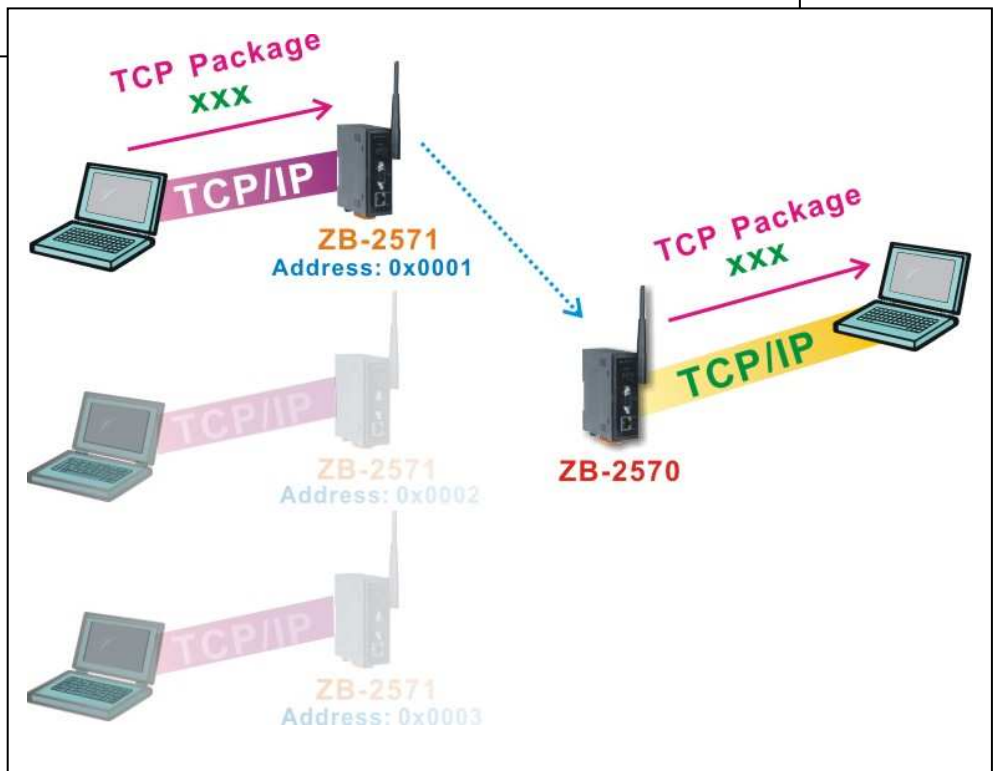 TCP Package
xxx
TCP/IP
ZB-2571
Address: 0x0001
TCP Package
xxx
TCP/IP
ZB-2570
TCP/IP
ZB-2571
Address: 0x0002
TCP/IP
ZB-2571
Address: 0x0003